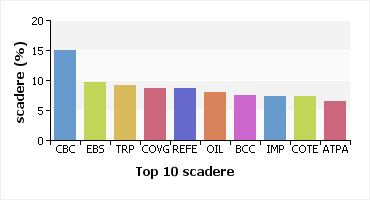 scadere (%)
20
15
10
5
0
CBC EBS TRP COVG REFE OIL BCC IMP COTE ATPA
Top 10 scadere